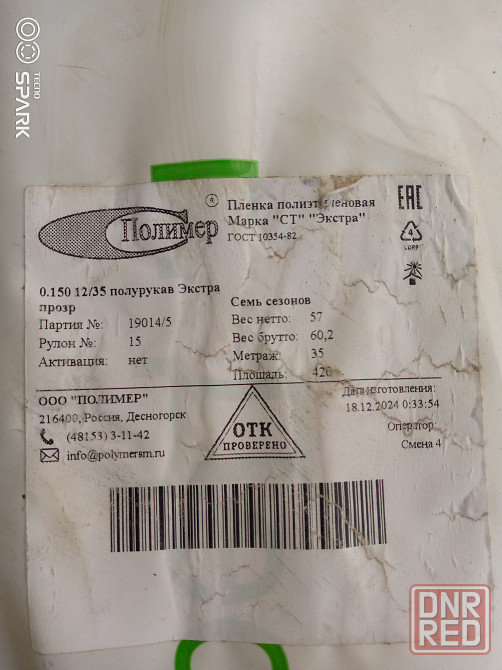 SPARK
TECNO
Полимер
®
Пленка полиэтиленовая
Марка "СТ" "Экстра"
ГОСТ 10354-82
EAC
4
LDPP
0.150 12/35 полурукав Экстра
прозр
Партия №: 19014/5
Рулон №: 15
Активация: нет
Семь сезонов
Вес нетто: 57
Вес брутто: 60,2
Метраж: 35
Площадь: 420
ООО "ПОЛИМЕР"
216400, Россия, Десногорск
(48153) 3-11-42
info@polymersm.ru
ОТК
ПРОВЕРЕНО
Дата изготовления:
18.12.2024 0:33:54
Оператор:
Смена 4
DNR
RED